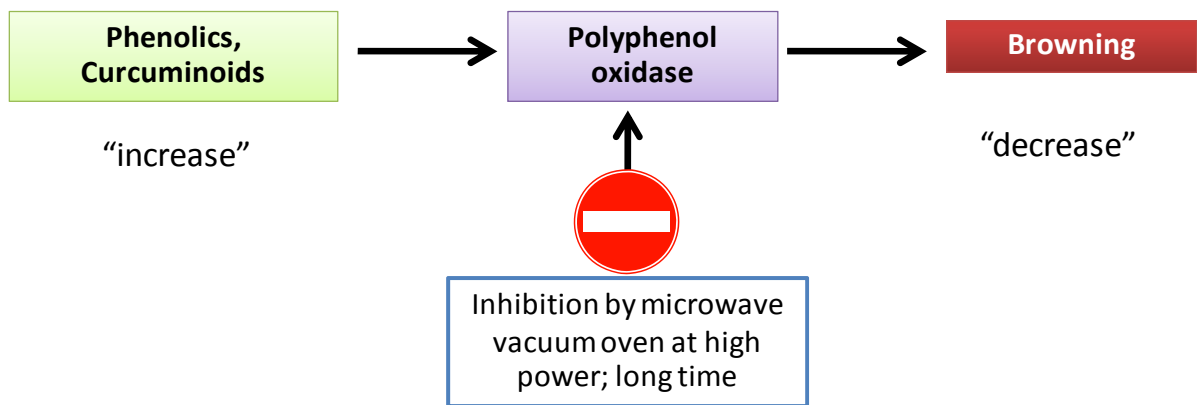 Phenolics,
Curcuminoids
Polyphenol
oxidase
Browning
“increase”
“decrease”
Inhibition by microwave
vacuum oven at high
power; long time